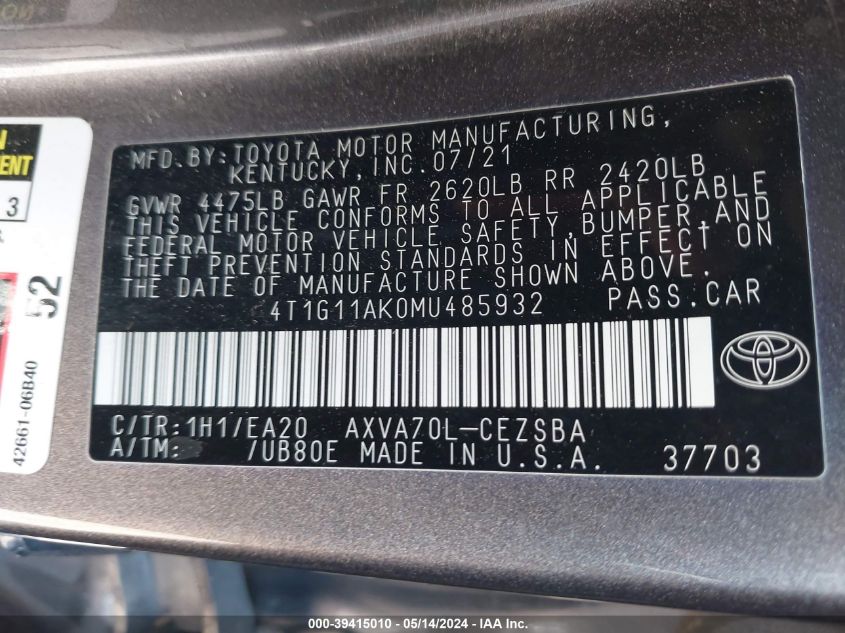 MFD.BY:TOYOTA MOTOR MANUFACTURING,
KENTUCKY,INC.07/21
GVWR 4475LB GAWR FR 2620LB RR 2420LB
THIS VEHICLE CONFORMS TO ALL APPLICABLE
FEDERAL MOTOR VEHICLE SAFETY,BUMPER,AND
THEFT PREVENTION STANDARDS IN EFFECT ON
THE DATE OF MANUFACTURE SHOWN ABOVE.
4T1G11AK0MU485932 PASS.CAR
C/TR:1H1/EA20 AXVA70L-CEZSBA
A/TM: /UB80E MADE IN U.S.A. 37703
3
52
42661-06B40
000-39415010 - 05/14/2024 - IAA Inc.